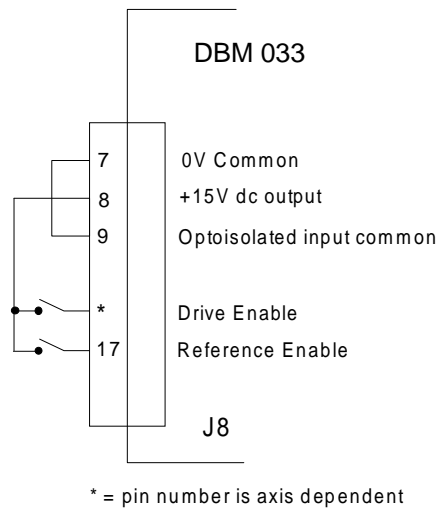 DBM 033
7 0V Common
8 +15V dc output
9 Optoisolated input common
* Drive Enable
17 Reference Enable
J8
* = pin number is axis dependent